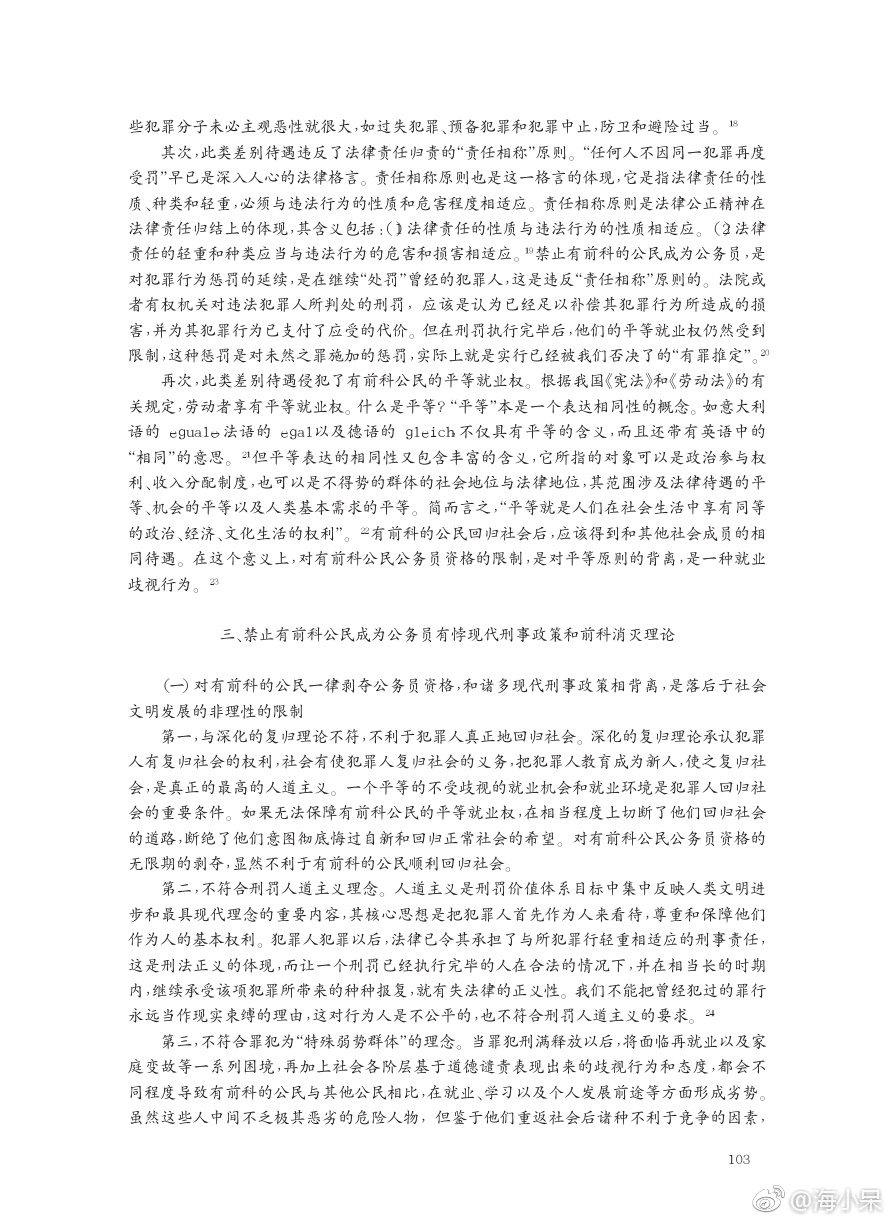 些犯罪分子未必主观恶性就很大,如过失犯罪、预备犯罪和犯罪中止,防卫和避险过当。18
其次,此类差别待遇违反了法律责任归责的“责任相称”原则。“任何人不因同一犯罪再度
受罚”早已是深入人心的法律格言。责任相称原则也是这一格言的体现,它是指法律责任的性
质、种类和轻重,必须与违法行为的性质和危害程度相适应。责任相称原则是法律公正精神在
法律责任归结上的体现,其含义包括:(1)法律责任的性质与违法行为的性质相适应。(2)法律
责任的轻重和种类应当与违法行为的危害和损害相适应。19禁止有前科的公民成为公务员,是
对犯罪行为惩罚的延续,是在继续“处罚”曾经的犯罪人,这是违反“责任相称”原则的。法院或
者有权机关对违法犯罪人所判处的刑罚,应该是认为已经足以补偿其犯罪行为所造成的损
害,并为其犯罪行为已支付了应受的代价。但在刑罚执行完毕后,他们的平等就业权仍然受到
限制,这种惩罚是对未然之罪施加的惩罚,实际上就是实行已经被我们否决了的“有罪推定”。20
再次,此类差别待遇侵犯了有前科公民的平等就业权。根据我国《宪法》和《劳动法》的有
关规定,劳动者享有平等就业权。什么是平等?“平等”本是一个表达相同性的概念。如意大利
语的 eguale,法语的 egal以及德语的 gleich,不仅具有平等的含义,而且还带有英语中的
“相同”的意思。21但平等表达的相同性又包含丰富的含义,它所指的对象可以是政治参与权
利、收入分配制度,也可以是不得势的群体的社会地位与法律地位,其范围涉及法律待遇的平
等、机会的平等以及人类基本需求的平等。简而言之,“平等就是人们在社会生活中享有同等
的政治、经济、文化生活的权利”。22有前科的公民回归社会后,应该得到和其他社会成员的相
同待遇。在这个意义上,对有前科公民公务员资格的限制,是对平等原则的背离,是一种就业
歧视行为。23
三、禁止有前科公民成为公务员有悖现代刑事政策和前科消灭理论
(一)对有前科的公民一律剥夺公务员资格,和诸多现代刑事政策相背离,是落后于社会
文明发展的非理性的限制
第一,与深化的复归理论不符,不利于犯罪人真正地回归社会。深化的复归理论承认犯罪
人有复归社会的权利,社会有使犯罪人复归社会的义务,把犯罪人教育成为新人,使之复归社
会,是真正的最高的人道主义。一个平等的不受歧视的就业机会和就业环境是犯罪人回归社
会的重要条件。如果无法保障有前科公民的平等就业权,在相当程度上切断了他们回归社会
的道路,断绝了他们意图彻底悔过自新和回归正常社会的希望。对有前科公民公务员资格的
无限期的剥夺,显然不利于有前科的公民顺利回归社会。
第二,不符合刑罚人道主义理念。人道主义是刑罚价值体系目标中集中反映人类文明进
步和最具现代理念的重要内容,其核心思想是把犯罪人首先作为人来看待,尊重和保障他们
作为人的基本权利。犯罪人犯罪以后,法律已令其承担了与所犯罪行轻重相适应的刑事责任,
这是刑法正义的体现,而让一个刑罚已经执行完毕的人在合法的情况下,并在相当长的时期
内,继续承受该项犯罪所带来的种种报复,就有失法律的正义性。我们不能把曾经犯过的罪行
永远当作现实束缚的理由,这对行为人是不公平的,也不符合刑罚人道主义的要求。24
第三,不符合罪犯为“特殊弱势群体”的理念。当罪犯刑满释放以后,将面临再就业以及家
庭变故等一系列困境,再加上社会各阶层基于道德谴责表现出来的歧视行为和态度,都会不
同程度导致有前科的公民与其他公民相比,在就业、学习以及个人发展前途等方面形成劣势。
虽然这些人中间不乏极其恶劣的危险人物,但鉴于他们重返社会后诸种不利于竞争的因素,
103
@海小呆